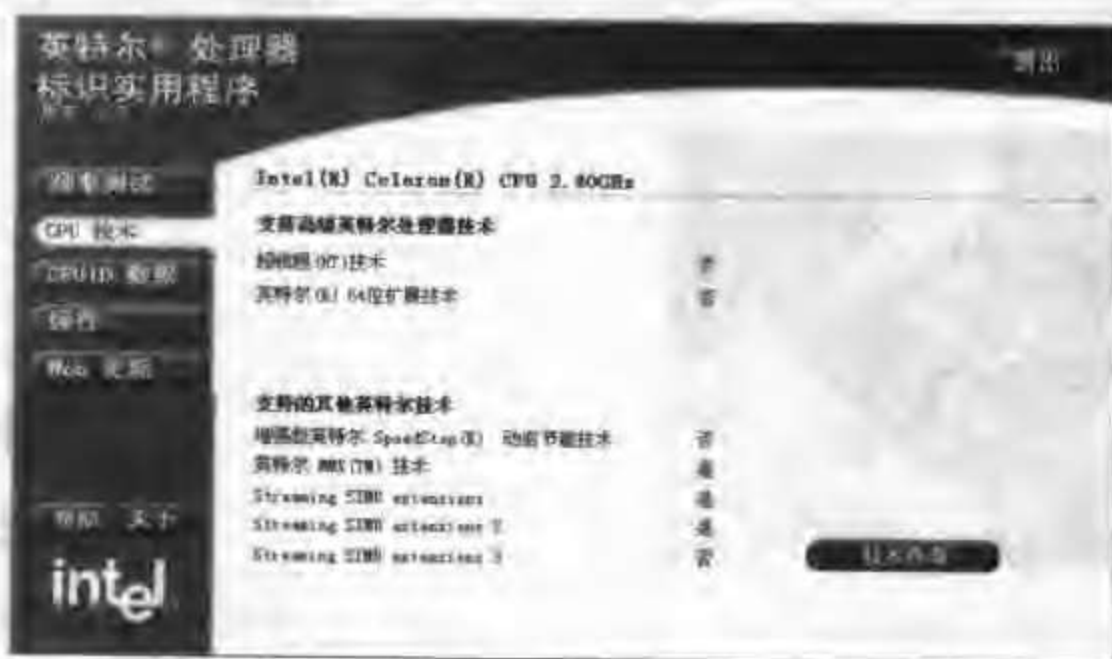 英特尔® 处理器
标识实用程序
退出
频率测试
Intel(R) Celeron(R) CPU 2.80GHz
CPU 技术
支持高级英特尔处理器技术
超线程(HT)技术 否
CPUID 数据
英特尔(R) 64位扩展技术 否
保存
Web 更新
支持的其他英特尔技术
增强型英特尔 SpeedStep(R) 动态节能技术 否
英特尔 MMX(TM) 技术 是
Streaming SIMD extensions 是
帮助 关于
Streaming SIMD extensions 2 是
Streaming SIMD extensions 3 否
intel